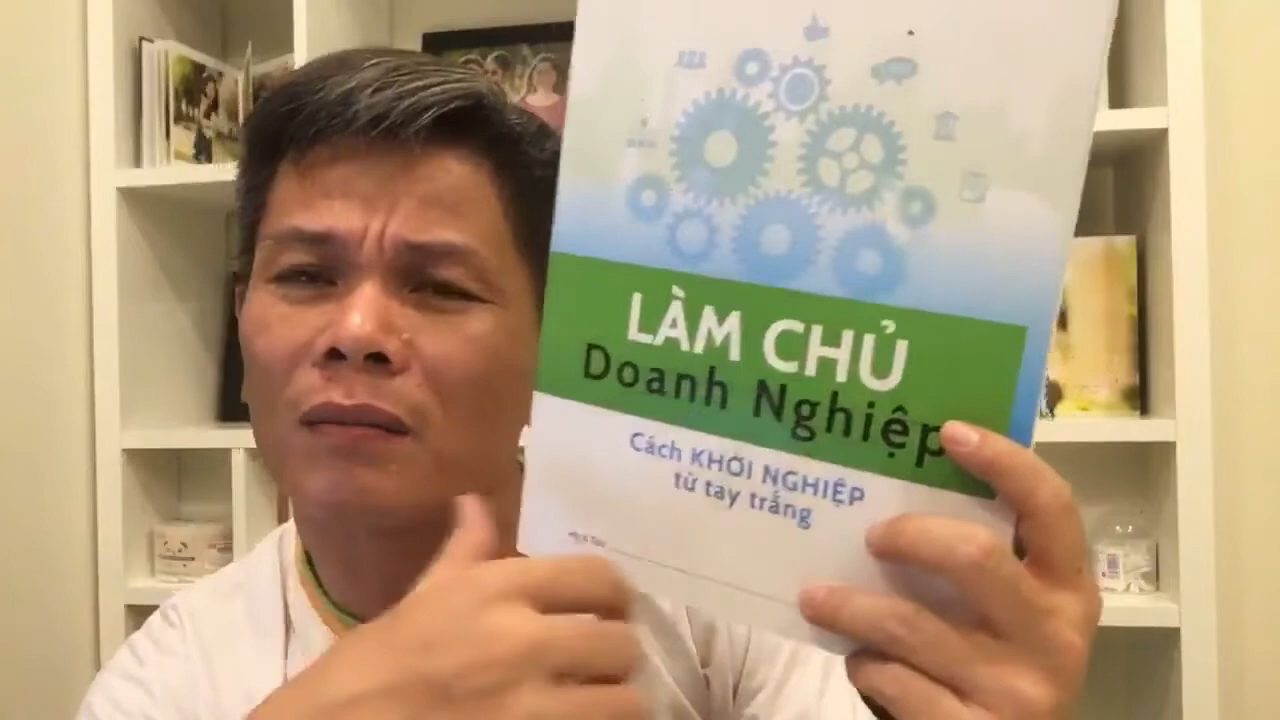 LÀM CHỦ
Doanh Nghiệp
Cách KHỞI NGHIỆP
từ tay trắng